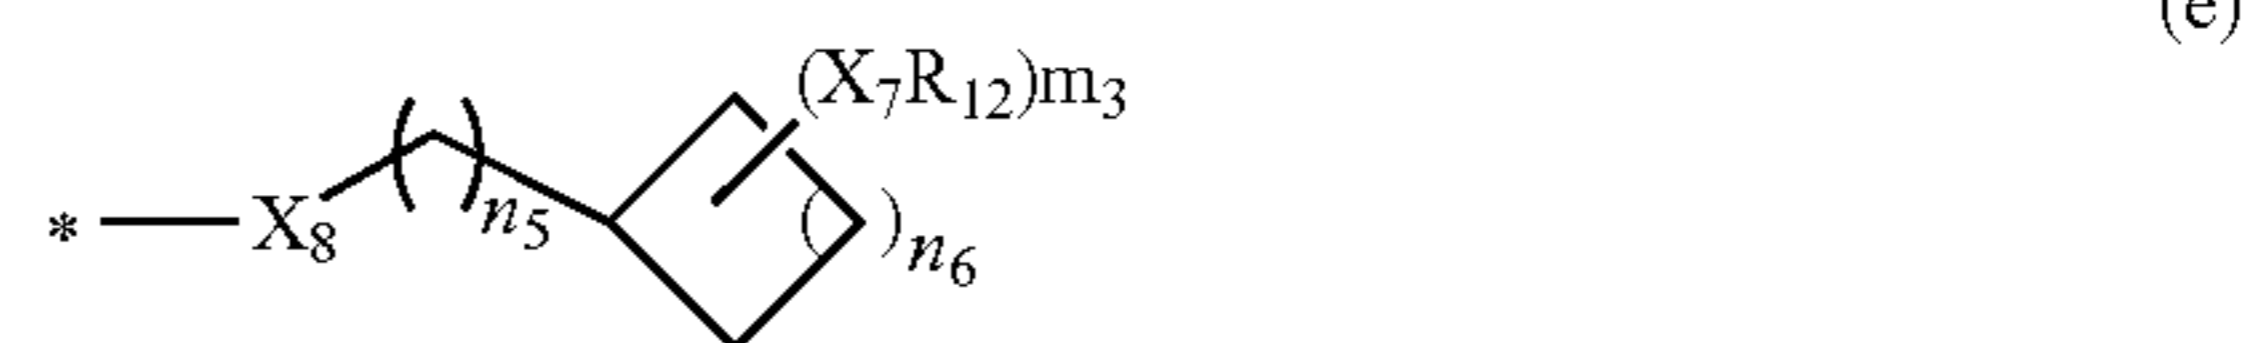 (e)
(X₇R₁₂)m₃
* X₈ ( )n₅ ( )n₆